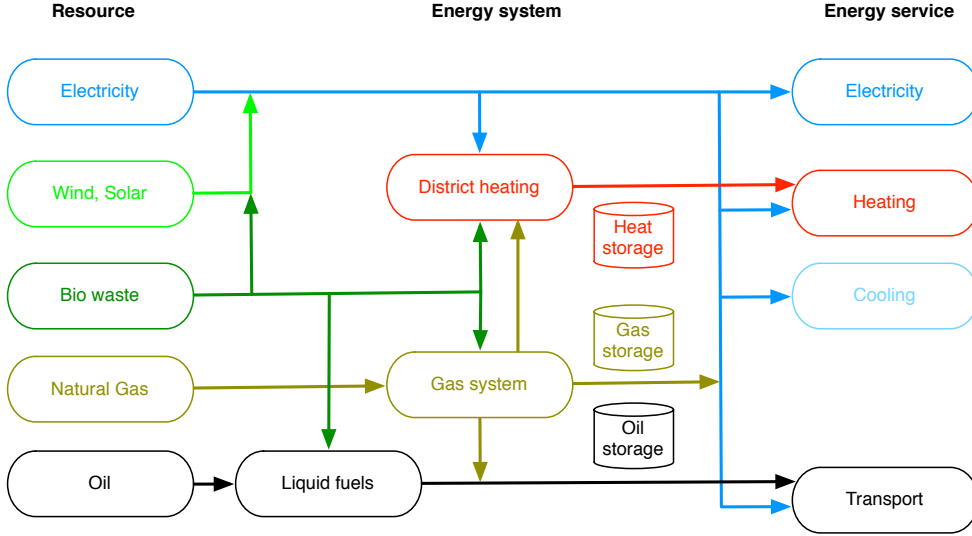 Resource
Energy system
Energy service
Electricity
Electricity
Wind, Solar
District heating
Heating
Heat
storage
Bio waste
Cooling
Gas
storage
Natural Gas
Gas system
Oil
storage
Oil
Liquid fuels
Transport